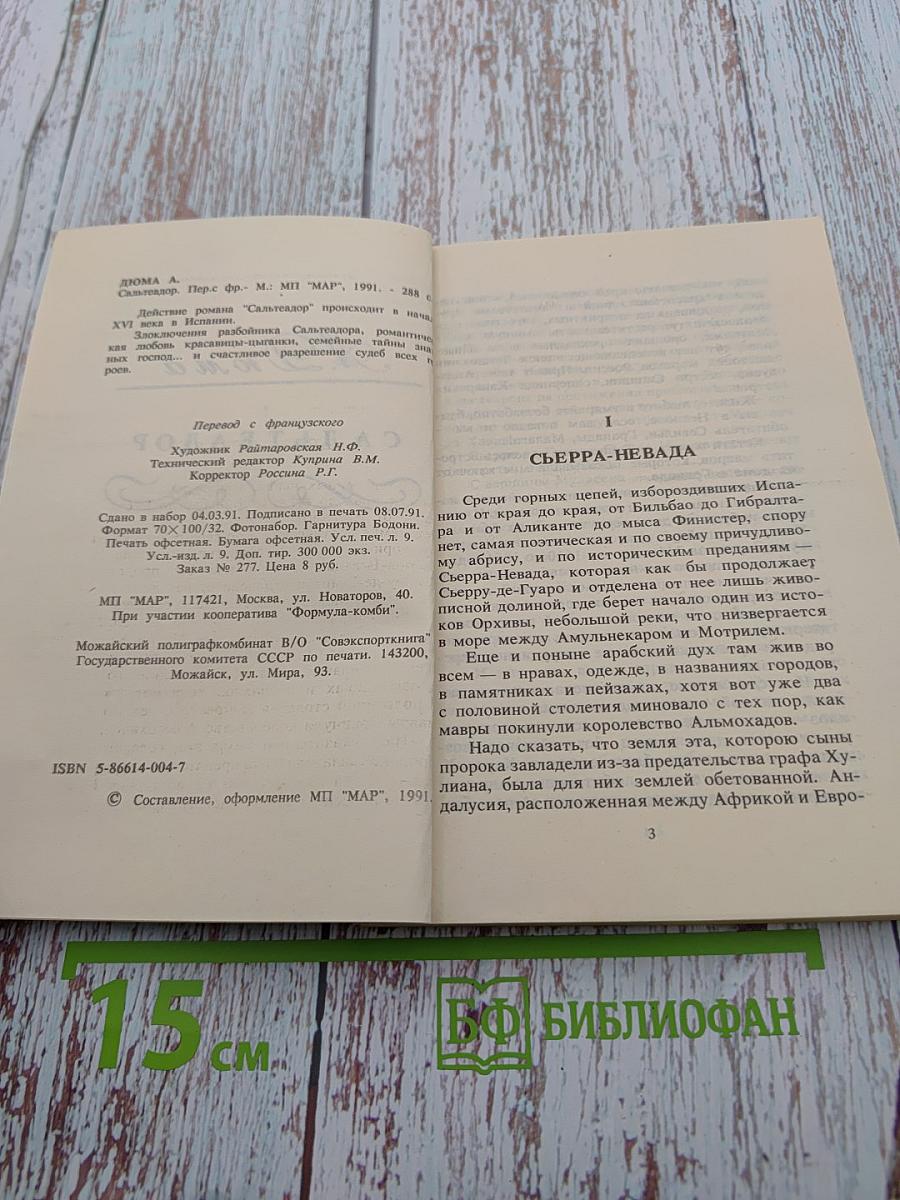 ДЮМА А.
Сальтеадор. Пер.с фр.- М.: МП "МАР", 1991. - 288 с.
Действие романа "Сальтеадор" происходит в нача
XVI века в Испании.
Злоключения разбойника Сальтеадора, романтичес
кая любовь красавицы-цыганки, семейные тайны зна
ных господ... и счастливое разрешение судеб всех г
роев.
Перевод с французского
Художник Райтаровская Н.Ф.
Технический редактор Куприна В.М.
Корректор Россина Р.Г.
Сдано в набор 04.03.91. Подписано в печать 08.07.91.
Формат 70×100/32. Фотонабор. Гарнитура Бодони.
Печать офсетная. Бумага офсетная. Усл. печ. л. 9.
Усл.-изд. л. 9. Доп. тир. 300 000 экз.
Заказ № 277. Цена 8 руб.
МП "МАР", 117421, Москва, ул. Новаторов, 40.
При участии кооператива "Формула-комби".
Можайский полиграфкомбинат В/О "Совэкспорткнига"
Государственного комитета СССР по печати. 143200,
Можайск, ул. Мира, 93.
ISBN 5-86614-004-7
© Составление, оформление МП "МАР", 1991.
I
СЬЕРРА-НЕВАДА
Среди горных цепей, избороздивших Испа-
нию от края до края, от Бильбао до Гибралта-
ра и от Аликанте до мыса Финистер, спору
нет, самая поэтическая и по своему причудливо-
му абрису, и по историческим преданиям —
Сьерра-Невада, которая как бы продолжает
Сьерру-де-Гуаро и отделена от нее лишь живо-
писной долиной, где берет начало один из исто-
ков Орхивы, небольшой реки, что низвергается
в море между Амульнекаром и Мотрилем.
Еще и поныне арабский дух там жив во
всем — в нравах, одежде, в названиях городов,
в памятниках и пейзажах, хотя вот уже два
с половиной столетия миновало с тех пор, как
мавры покинули королевство Альмохадов.
Надо сказать, что земля эта, которою сыны
пророка завладели из-за предательства графа Ху-
лиана, была для них землей обетованной. Ан-
далусия, расположенная между Африкой и Евро-
3
15 см
БФ БИБЛИОФАН